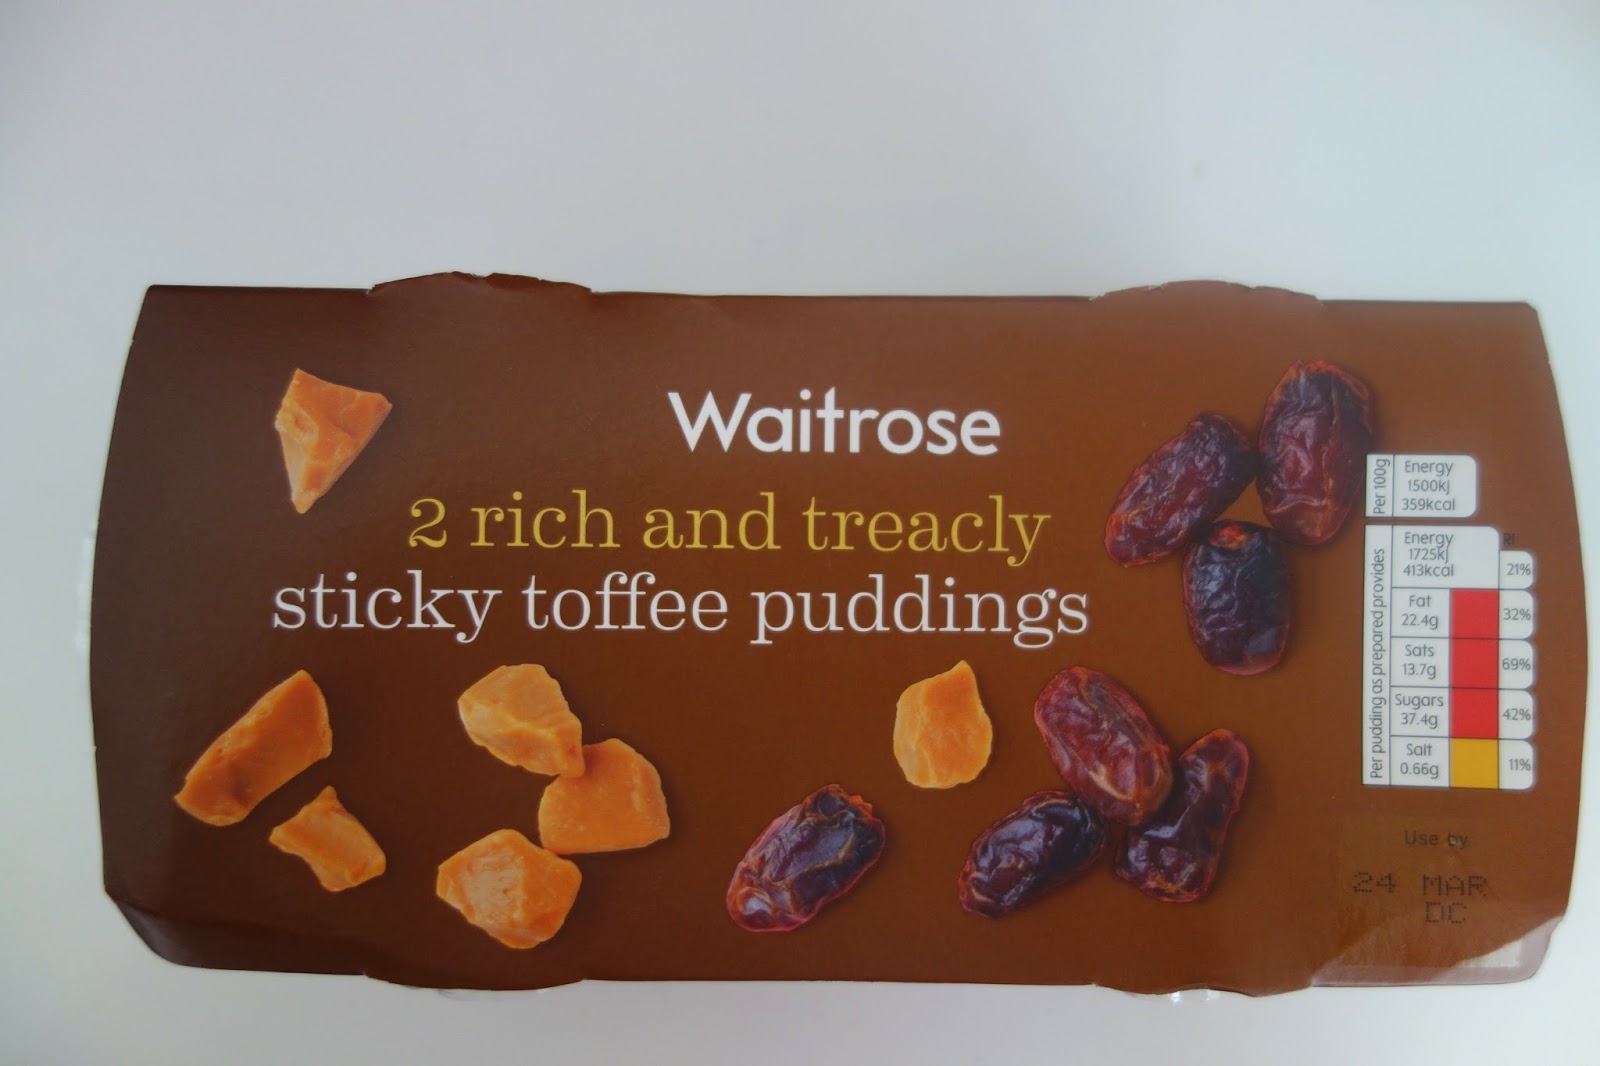 Waitrose
2 rich and treacly
sticky toffee puddings
Per 100g
Energy
1500kJ
359kcal
Per pudding as prepared provides
RI
Energy
1725kJ
413kcal
21%
Fat
22.4g
32%
Sats
13.7g
69%
Sugars
37.4g
42%
Salt
0.66g
11%
Use by
24 MAR
DC